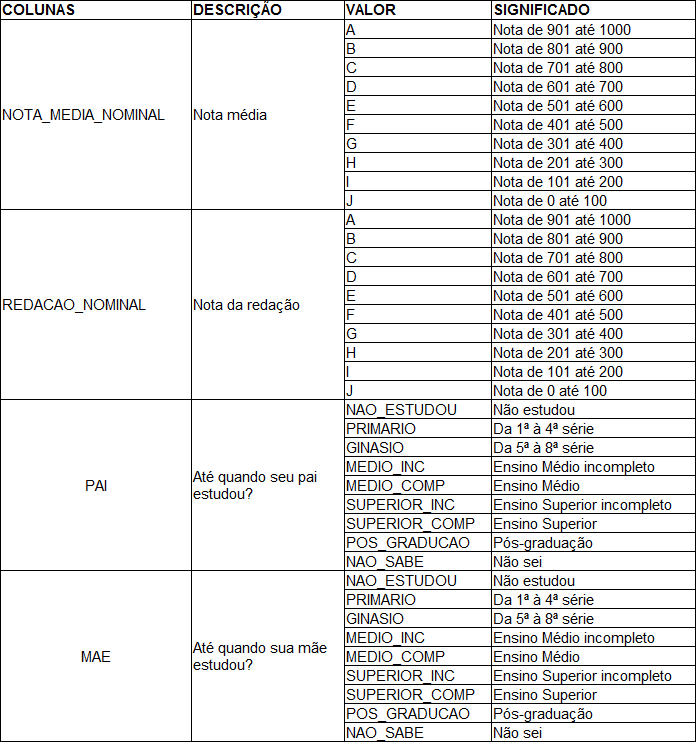 COLUNAS DESCRIÇÃO VALOR SIGNIFICADO
NOTA_MEDIA_NOMINAL Nota média
A Nota de 901 até 1000
B Nota de 801 até 900
C Nota de 701 até 800
D Nota de 601 até 700
E Nota de 501 até 600
F Nota de 401 até 500
G Nota de 301 até 400
H Nota de 201 até 300
I Nota de 101 até 200
J Nota de 0 até 100
REDACAO_NOMINAL Nota da redação
A Nota de 901 até 1000
B Nota de 801 até 900
C Nota de 701 até 800
D Nota de 601 até 700
E Nota de 501 até 600
F Nota de 401 até 500
G Nota de 301 até 400
H Nota de 201 até 300
I Nota de 101 até 200
J Nota de 0 até 100
PAI
Até quando seu pai
estudou?
NAO_ESTUDOU Não estudou
PRIMARIO Da 1ª à 4ª série
GINASIO Da 5ª à 8ª série
MEDIO_INC Ensino Médio incompleto
MEDIO_COMP Ensino Médio
SUPERIOR_INC Ensino Superior incompleto
SUPERIOR_COMP Ensino Superior
POS_GRADUCAO Pós-graduação
NAO_SABE Não sei
MAE
Até quando sua mãe
estudou?
NAO_ESTUDOU Não estudou
PRIMARIO Da 1ª à 4ª série
GINASIO Da 5ª à 8ª série
MEDIO_INC Ensino Médio incompleto
MEDIO_COMP Ensino Médio
SUPERIOR_INC Ensino Superior incompleto
SUPERIOR_COMP Ensino Superior
POS_GRADUCAO Pós-graduação
NAO_SABE Não sei